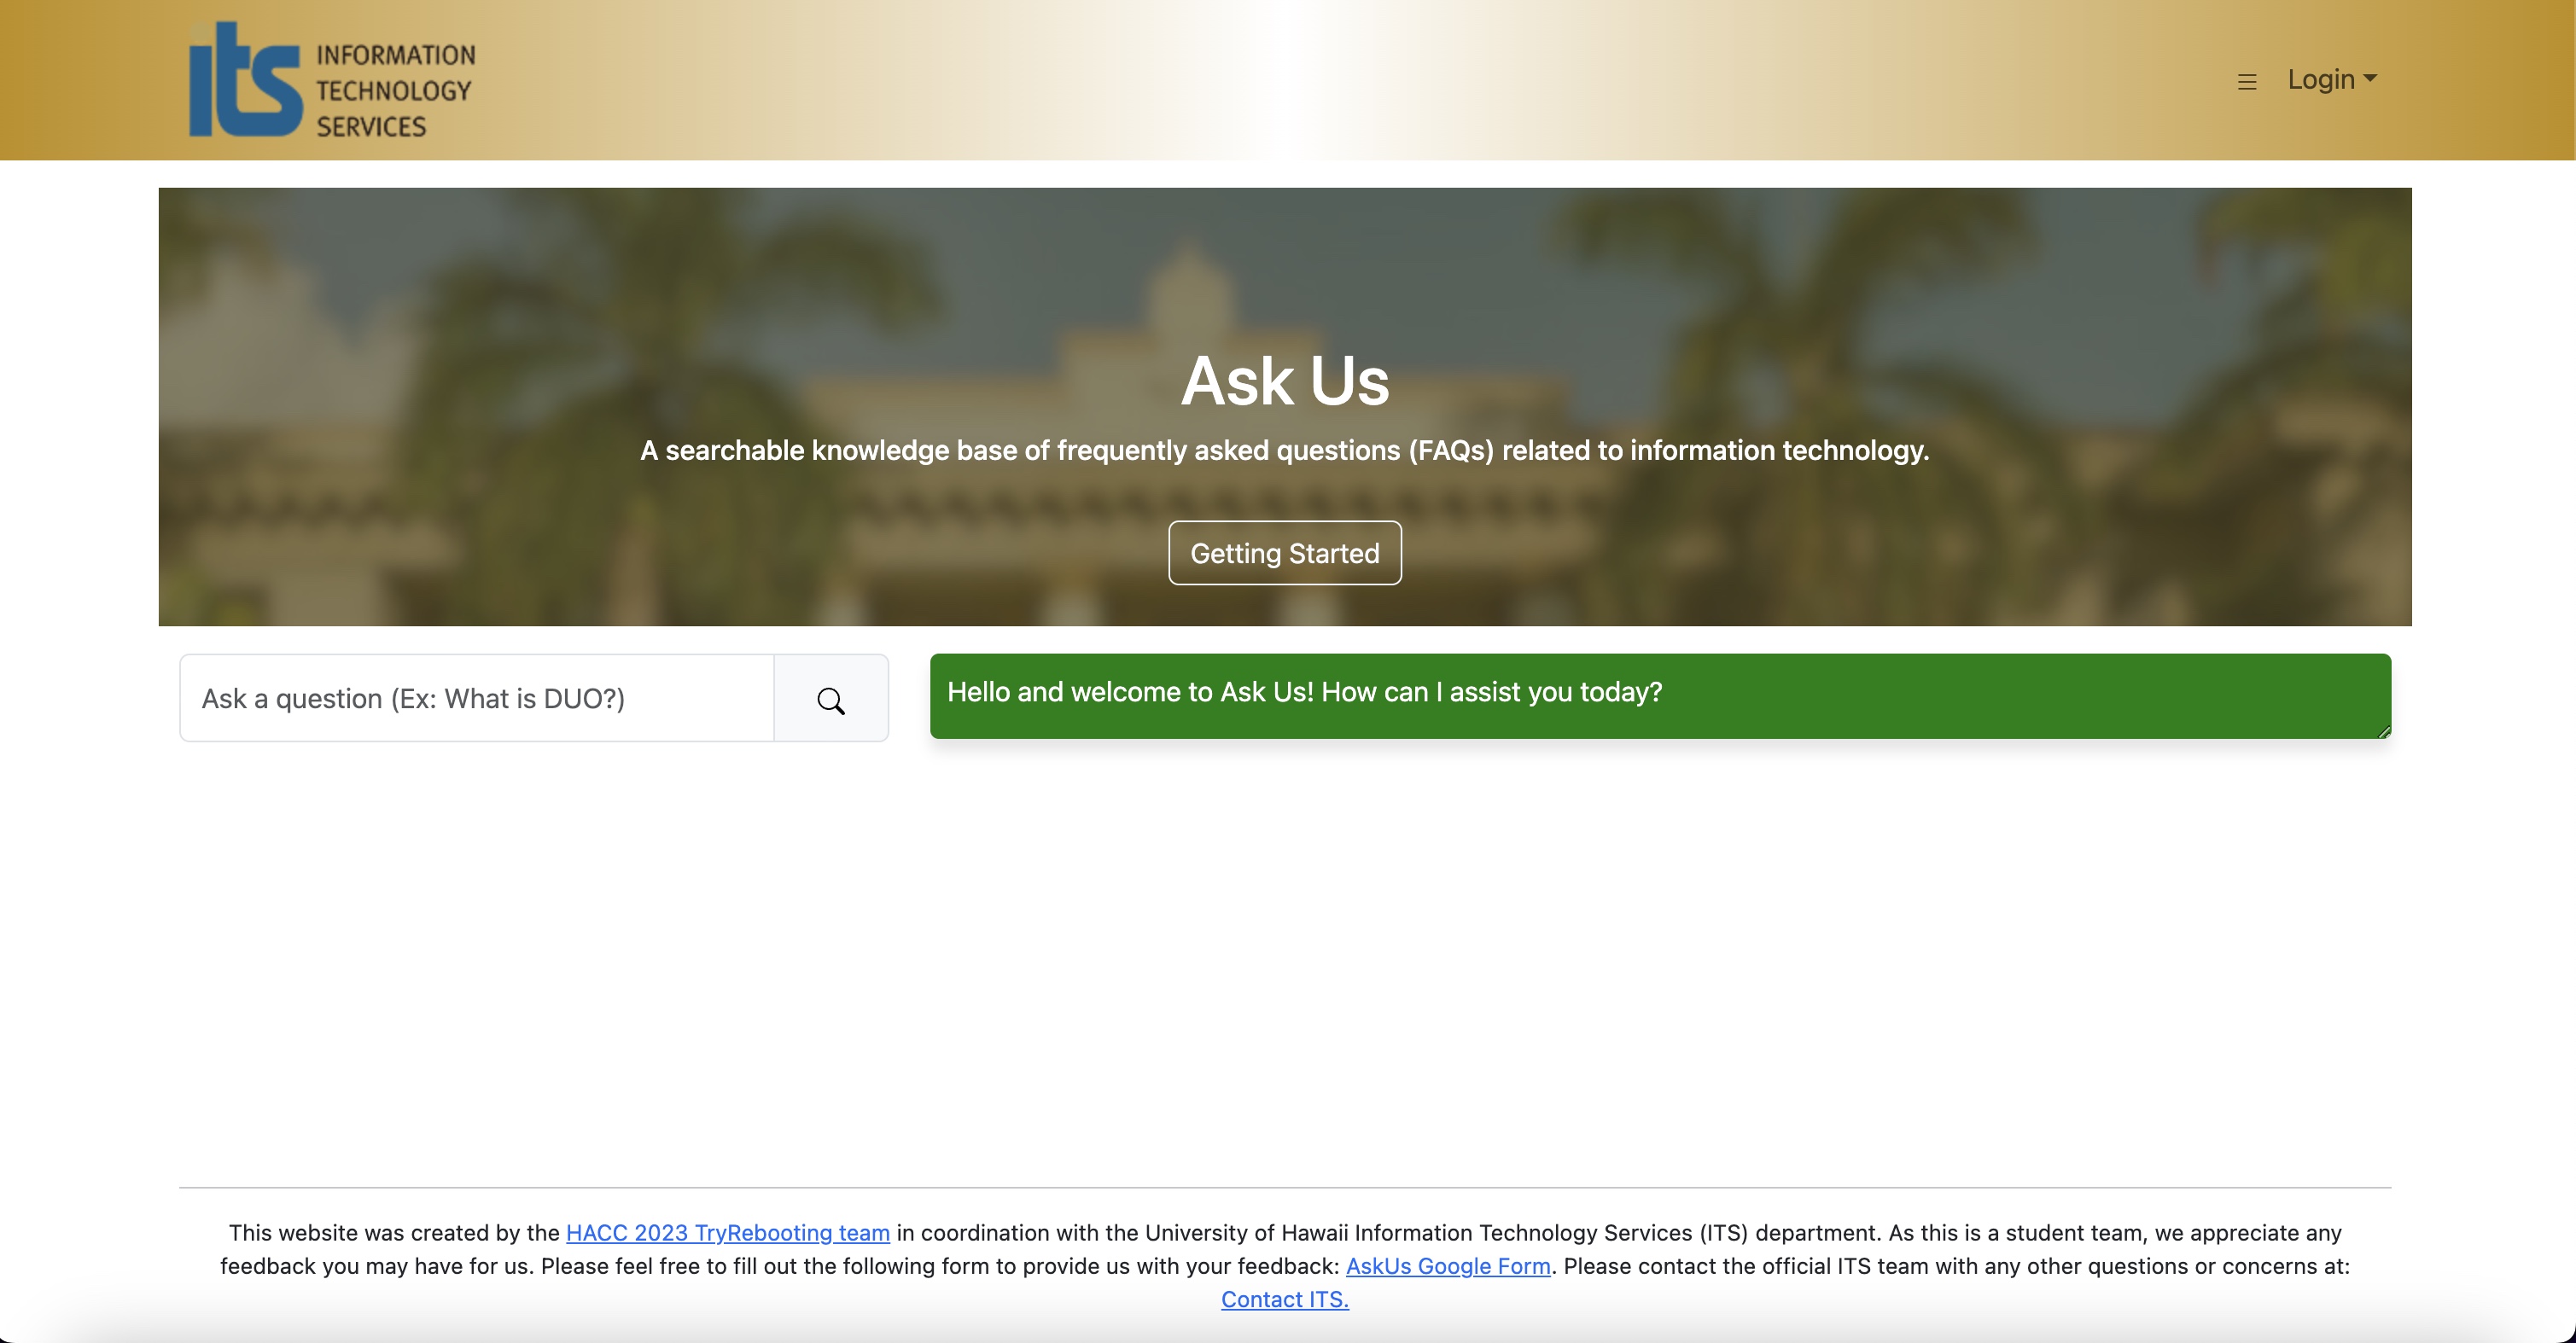 its INFORMATION
TECHNOLOGY
SERVICES
Login
Ask Us
A searchable knowledge base of frequently asked questions (FAQs) related to information technology.
Getting Started
Ask a question (Ex: What is DUO?)
Hello and welcome to Ask Us! How can I assist you today?
This website was created by the HACC 2023 TryRebooting team in coordination with the University of Hawaii Information Technology Services (ITS) department. As this is a student team, we appreciate any
feedback you may have for us. Please feel free to fill out the following form to provide us with your feedback: AskUs Google Form. Please contact the official ITS team with any other questions or concerns at:
Contact ITS.